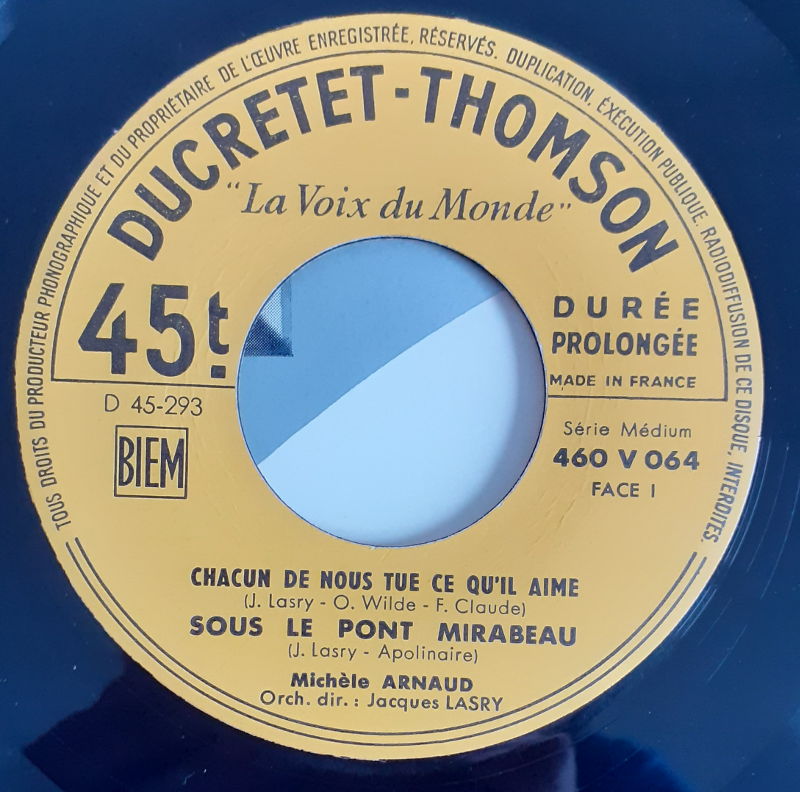 TOUS DROITS DU PRODUCTEUR PHONOGRAPHIQUE ET DU PROPRIÉTAIRE DE L'ŒUVRE ENREGISTRÉE, RÉSERVÉS. DUPLICATION, ÉXÉCUTION PUBLIQUE, RADIODIFFUSION DE CE DISQUE, INTERDITES.
DUCRETET-THOMSON
"La Voix du Monde"
45t.
DURÉE
PROLONGÉE
MADE IN FRANCE
D 45-293
BIEM
Série Médium
460 V 064
FACE I
CHACUN DE NOUS TUE CE QU'IL AIME
(J. Lasry - O. Wilde - F. Claude)
SOUS LE PONT MIRABEAU
(J. Lasry - Apolinaire)
Michèle ARNAUD
Orch. dir. : Jacques LASRY